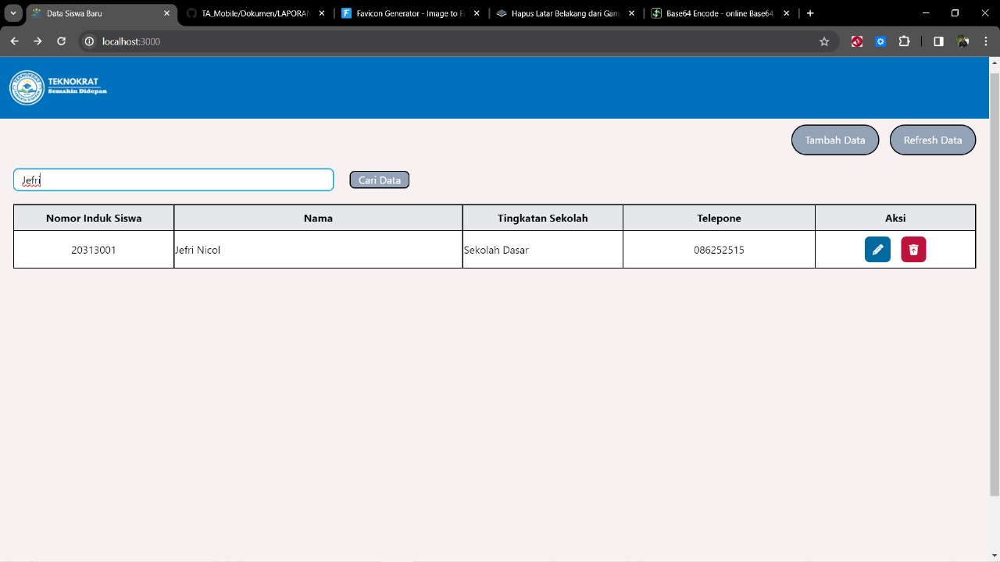 Data Siswa Baru
TA_Mobile/Dokumen/LAPORAN
Favicon Generator - Image to
Hapus Latar Belakang dari Gam
Base64 Encode - online Base64
localhost:3000
TEKNOKRAT
Semakin Didepan
Tambah Data
Refresh Data
Jefri
Cari Data
Nomor Induk Siswa
Nama
Tingkatan Sekolah
Telepone
Aksi
20313001
Jefri Nicol
Sekolah Dasar
086252515